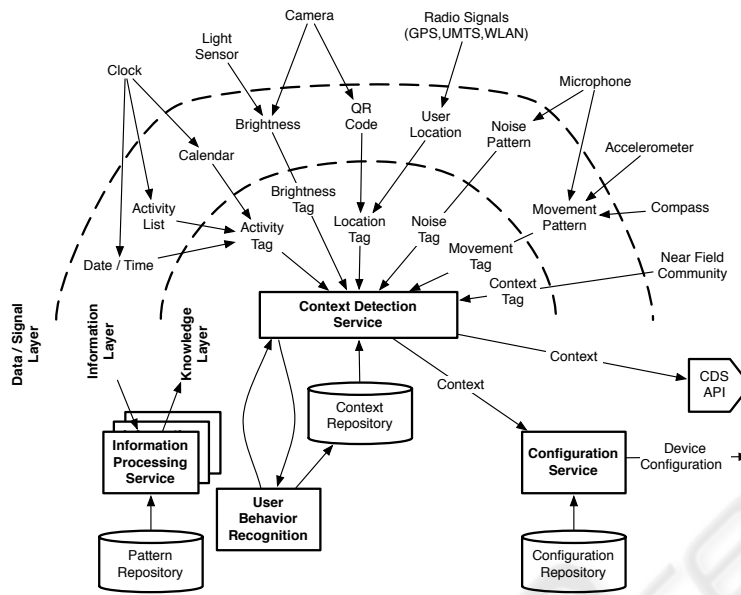 Camera
Radio Signals
(GPS,UMTS,WLAN)
Light
Sensor
Clock
Microphone
Brightness
QR
Code
User
Location
Noise
Pattern
Calendar
Accelerometer
Brightness
Tag
Activity
List
Activity
Tag
Location
Tag
Noise
Tag
Movement
Pattern
Compass
Date / Time
Movement
Tag
Near Field
Community
Context
Tag
Data / Signal
Layer
Information
Layer
Knowledge
Layer
Context Detection
Service
Context
CDS
API
Context
Context
Repository
Information
Processing
Service
Configuration
Service
Device
Configuration
User
Behavior
Recognition
Pattern
Repository
Configuration
Repository